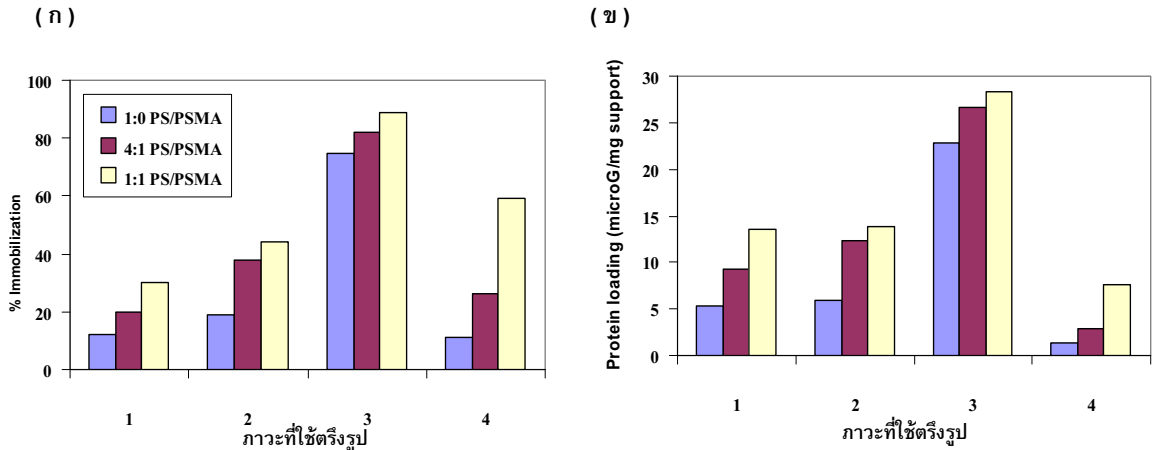 ( ก )
100
80
60
40
20
0
% Immobilization
1:0 PS/PSMA
4:1 PS/PSMA
1:1 PS/PSMA
1 2 3 4
ภาวะที่ใช้ตรึงรูป
( ข )
30
25
20
15
10
5
0
Protein loading (microG/mg support)
1 2 3 4
ภาวะที่ใช้ตรึงรูป